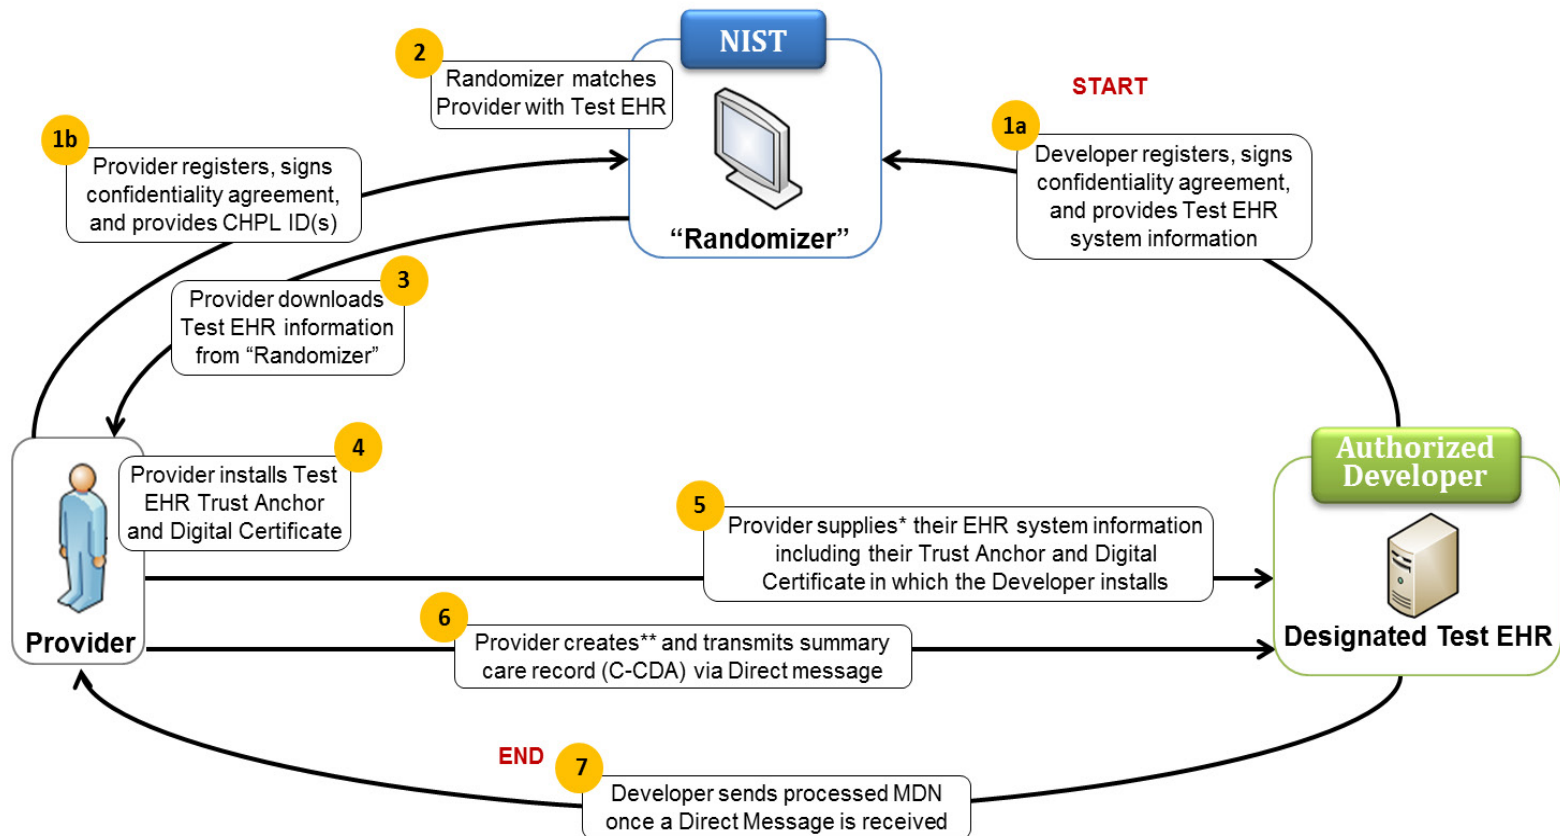 NIST
2
Randomizer matches
Provider with Test EHR
“Randomizer”
START
1a
Developer registers, signs
confidentiality agreement,
and provides Test EHR
system information
1b
Provider registers, signs
confidentiality agreement,
and provides CHPL ID(s)
3
Provider downloads
Test EHR information
from “Randomizer”
4
Provider installs Test
EHR Trust Anchor
and Digital Certificate
Provider
5
Provider supplies* their EHR system information
including their Trust Anchor and Digital
Certificate in which the Developer installs
Authorized
Developer
Designated Test EHR
6
Provider creates** and transmits summary
care record (C-CDA) via Direct message
END
7
Developer sends processed MDN
once a Direct Message is received